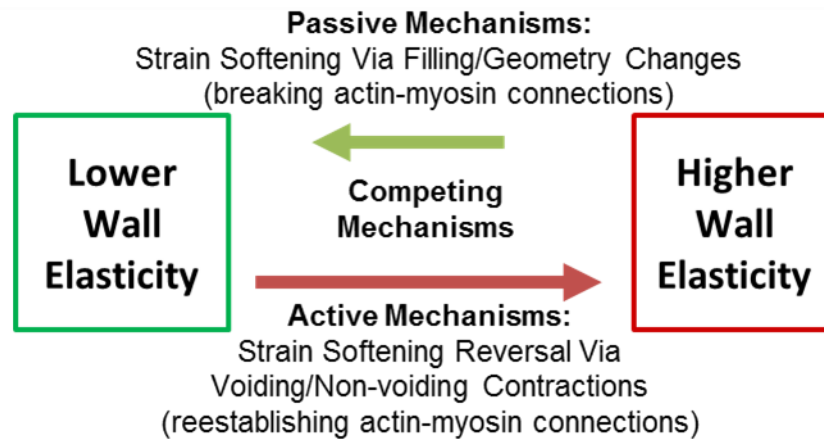 Passive Mechanisms:
Strain Softening Via Filling/Geometry Changes
(breaking actin-myosin connections)
Lower
Wall
Elasticity
Competing
Mechanisms
Higher
Wall
Elasticity
Active Mechanisms:
Strain Softening Reversal Via
Voiding/Non-voiding Contractions
(reestablishing actin-myosin connections)